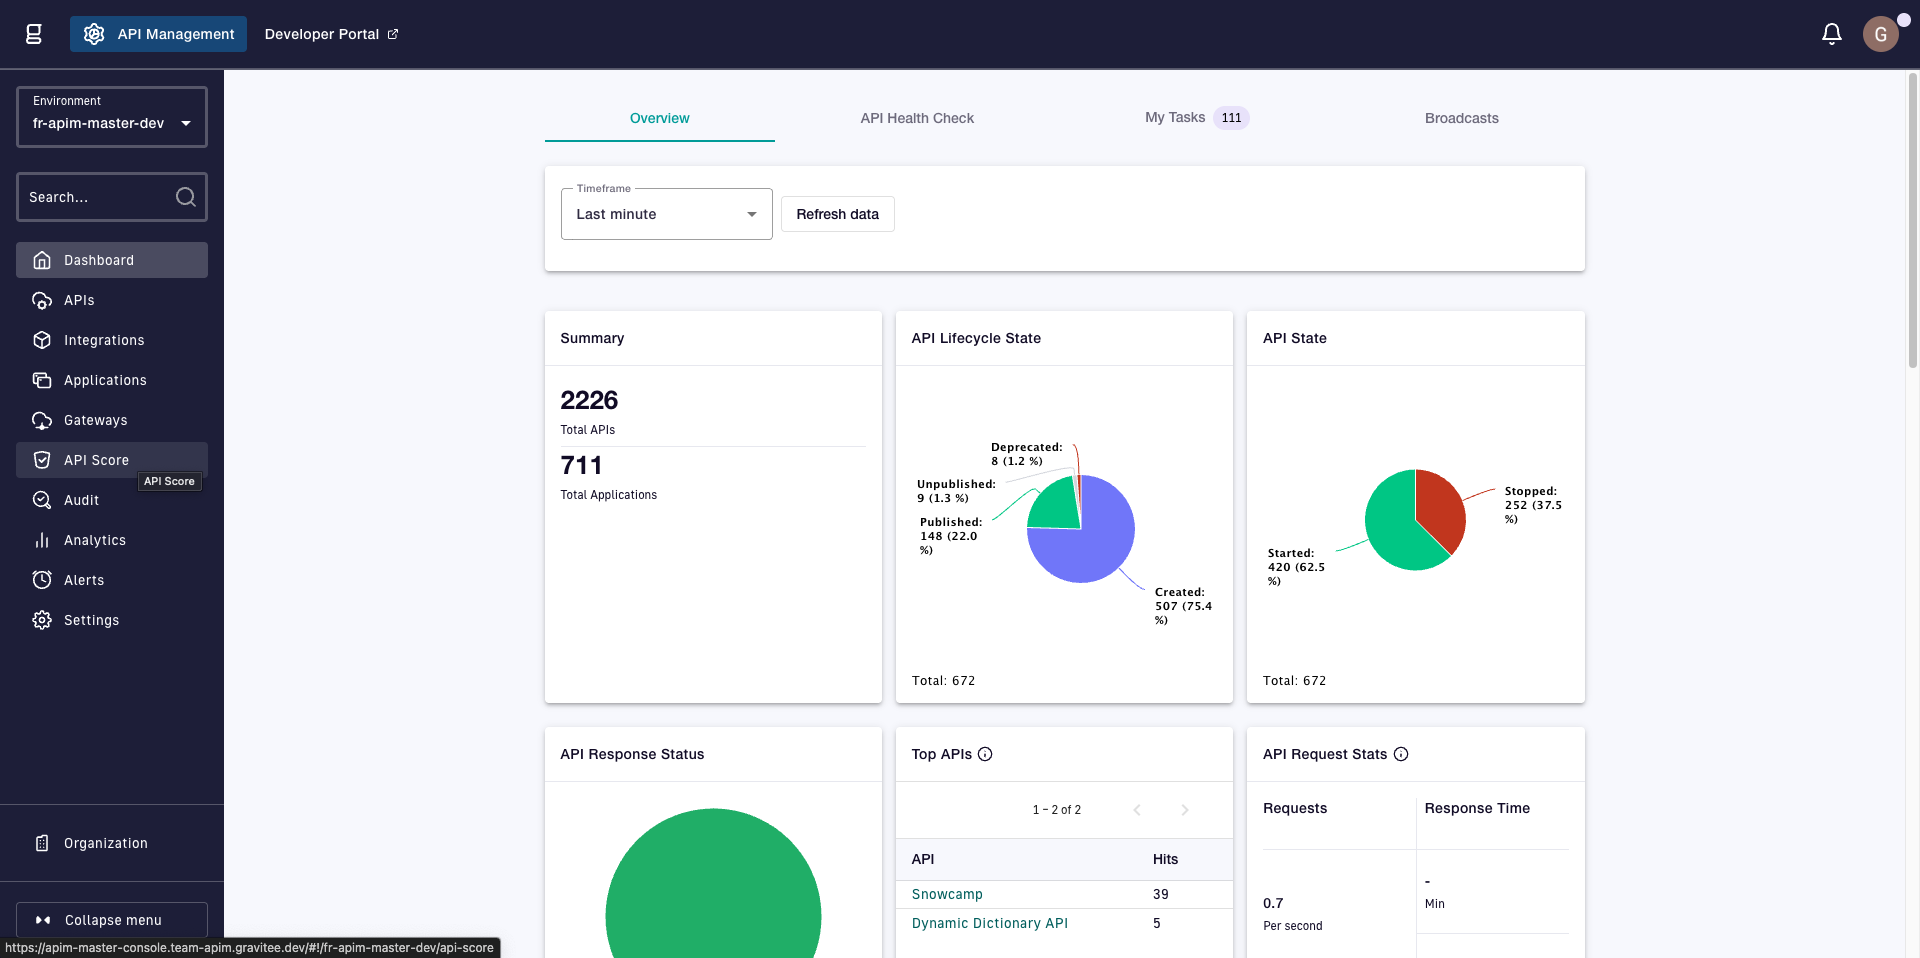 API Management
Developer Portal
G
Environment
fr-apim-master-dev
Search...
Dashboard
APIs
Integrations
Applications
Gateways
API Score
API Score
Audit
Analytics
Alerts
Settings
Organization
Collapse menu
https://apim-master-console.team-apim.gravitee.dev/#!/fr-apim-master-dev/api-score
Overview
API Health Check
My Tasks 111
Broadcasts
Timeframe
Last minute
Refresh data
Summary
2226
Total APIs
711
Total Applications
API Lifecycle State
Deprecated:
8 (1.2 %)
Unpublished:
9 (1.3 %)
Published:
148 (22.0
%)
Created:
507 (75.4
%)
Total: 672
API State
Stopped:
252 (37.5
%)
Started:
420 (62.5
%)
Total: 672
API Response Status
Top APIs
1 – 2 of 2
API Hits
Snowcamp 39
Dynamic Dictionary API 5
API Request Stats
Requests
0.7
Per second
Response Time
-
Min